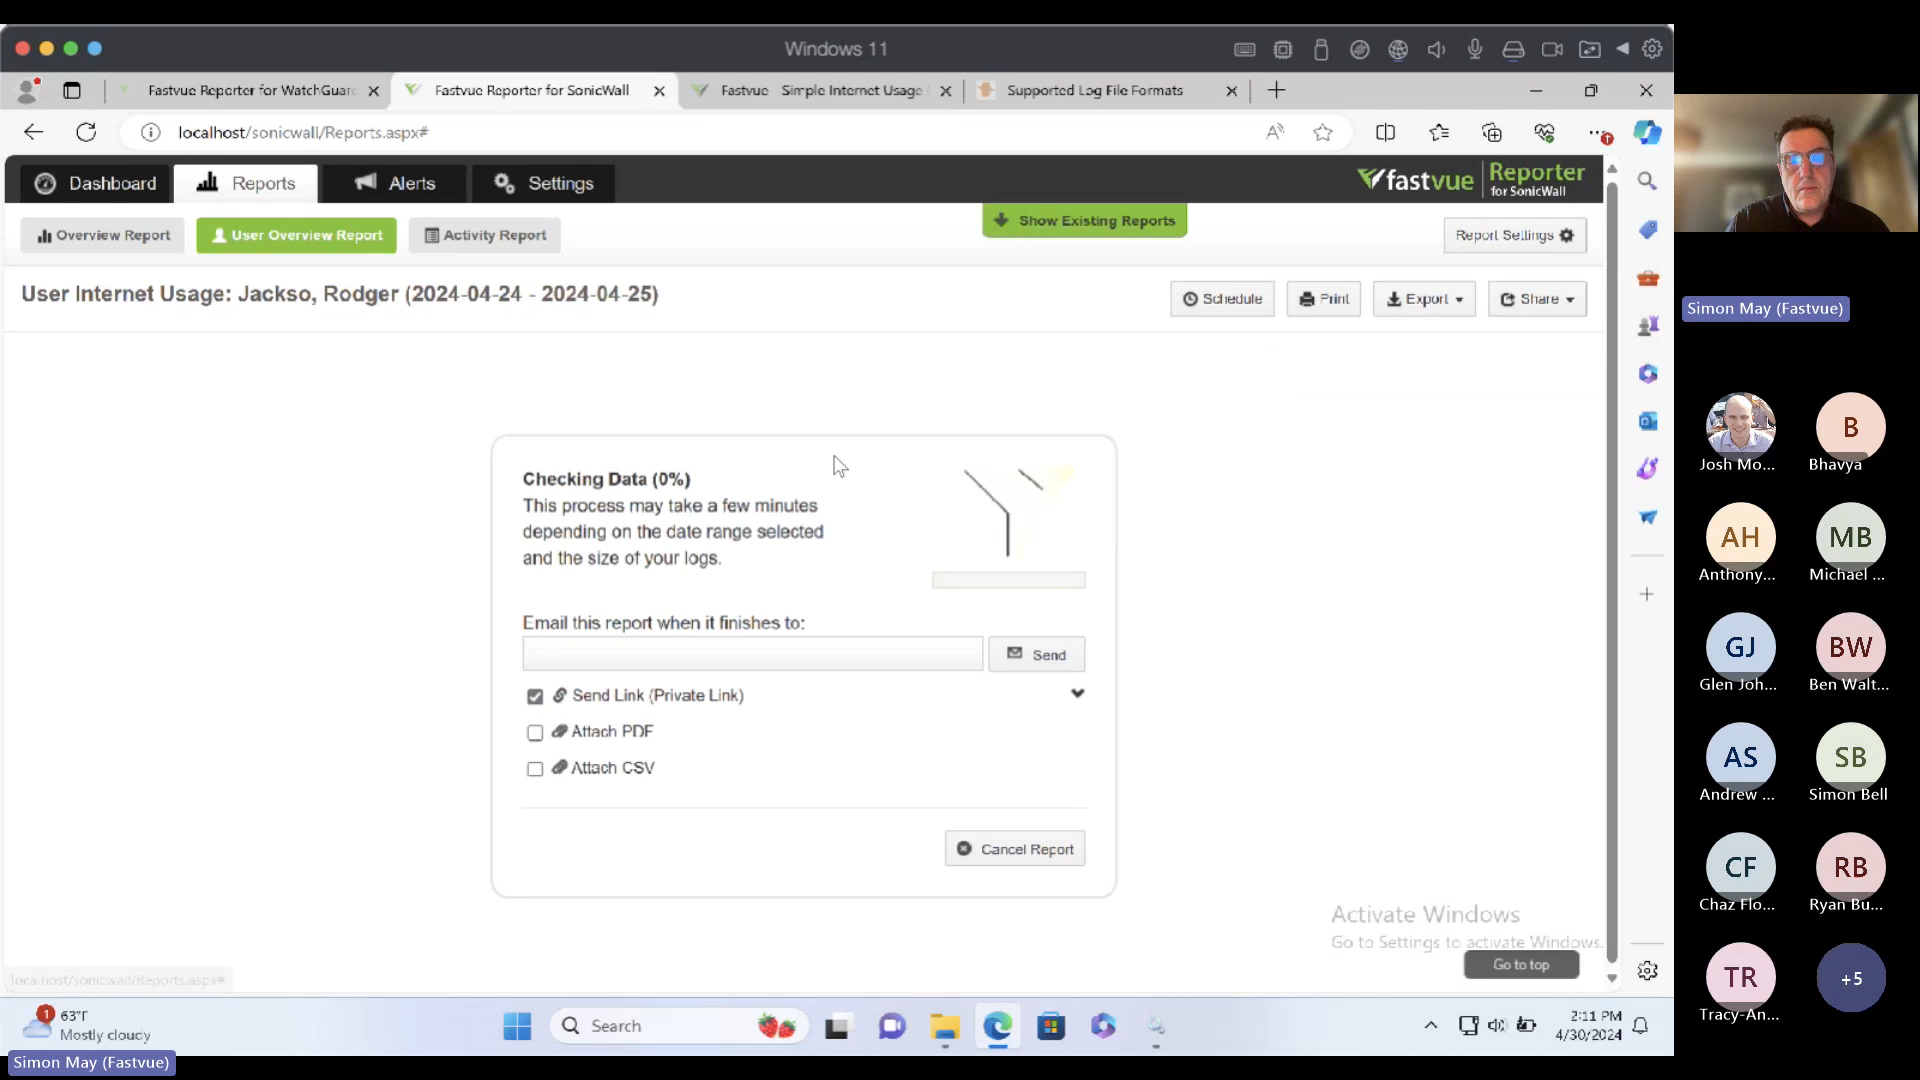 Windows 11
Fastvue Reporter for WatchGuard
Fastvue Reporter for SonicWall
Fastvue Simple Internet Usage
Supported Log File Formats
localhost/sonicwall/Reports.aspx#
Dashboard
Reports
Alerts
Settings
fastvue Reporter for SonicWall
Overview Report
User Overview Report
Activity Report
Show Existing Reports
Report Settings
User Internet Usage: Jackso, Rodger (2024-04-24 - 2024-04-25)
Schedule
Print
Export
Share
Checking Data (0%)
This process may take a few minutes
depending on the date range selected
and the size of your logs.
Email this report when it finishes to:
Send
Send Link (Private Link)
Attach PDF
Attach CSV
Cancel Report
Activate Windows
Go to Settings to activate Windows.
Go to top
localhost/sonicwall/Reports.aspx#
1
63°F
Mostly cloudy
Search
2:11 PM
4/30/2024
Simon May (Fastvue)
Simon May (Fastvue)
Josh Mo...
B
Bhavya
AH
Anthony...
MB
Michael ...
GJ
Glen Joh...
BW
Ben Walt...
AS
Andrew ...
SB
Simon Bell
CF
Chaz Flo...
RB
Ryan Bu...
TR
Tracy-An...
+5